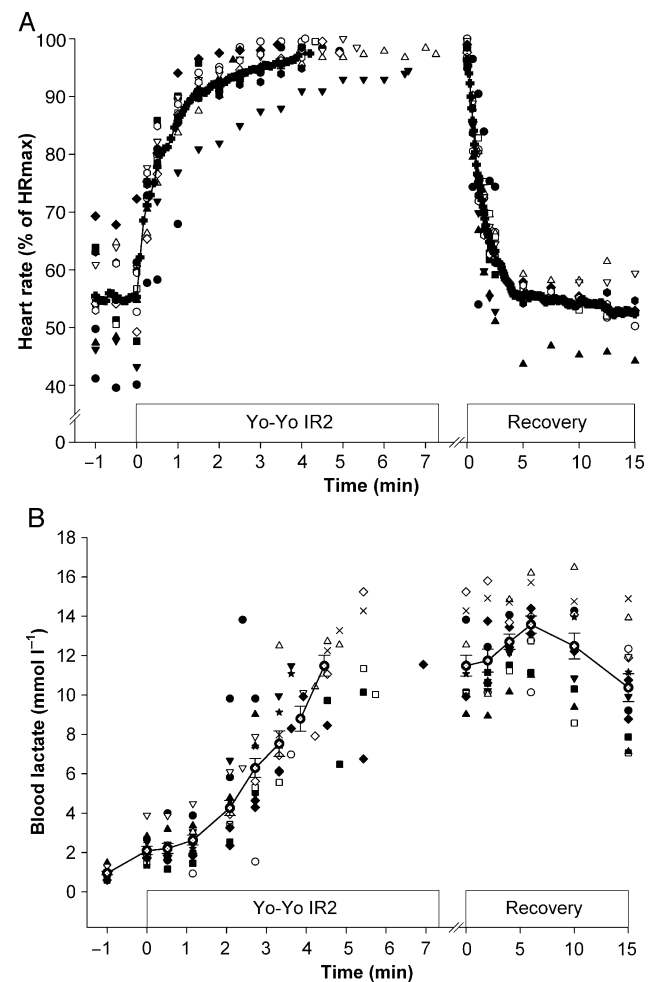 A
100
90
80
70
60
50
40
0
Heart rate (% of HRmax)
Yo-Yo IR2
Recovery
−1 0 1 2 3 4 5 6 7 0 5 10 15
Time (min)
B
18
16
14
12
10
8
6
4
2
0
Blood lactate (mmol l−1)
Yo-Yo IR2
Recovery
−1 0 1 2 3 4 5 6 7 0 5 10 15
Time (min)